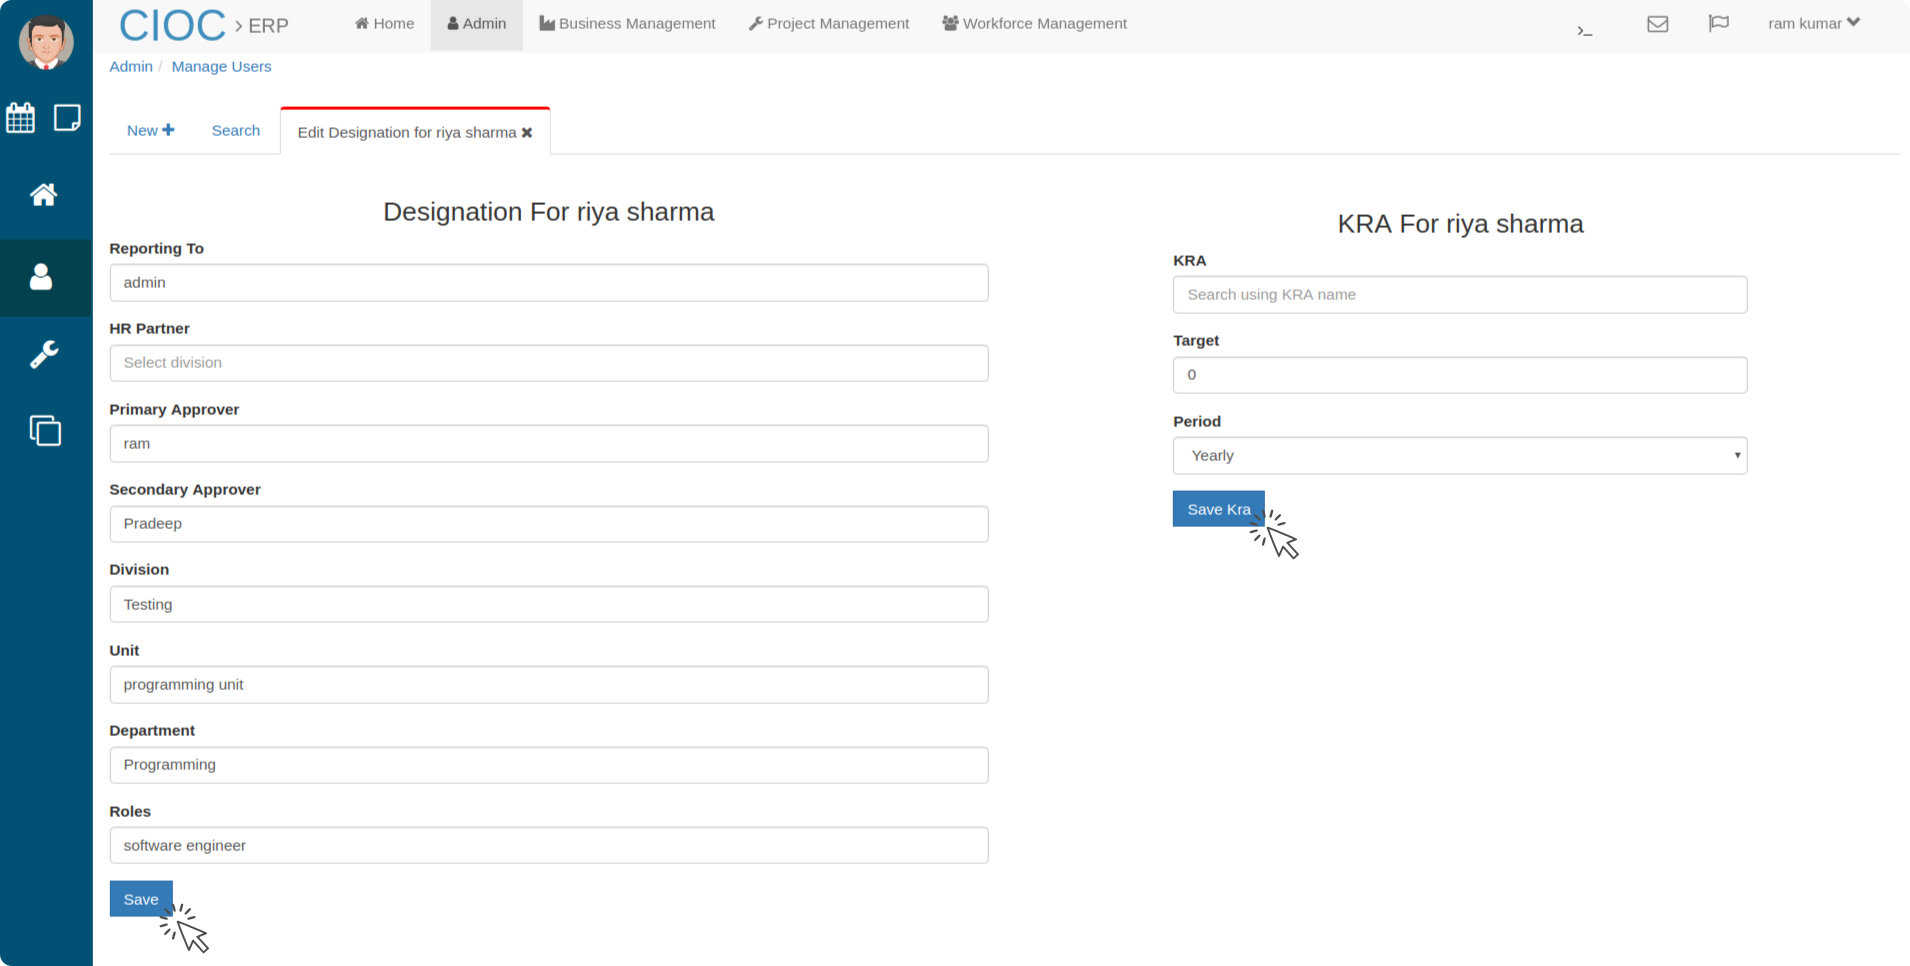 CIOC > ERP Home Admin Business Management Project Management Workforce Management >_ ram kumar
Admin / Manage Users
New Search Edit Designation for riya sharma
Designation For riya sharma
Reporting To
admin
HR Partner
Select division
Primary Approver
ram
Secondary Approver
Pradeep
Division
Testing
Unit
programming unit
Department
Programming
Roles
software engineer
Save
KRA For riya sharma
KRA
Search using KRA name
Target
0
Period
Yearly
Save Kra